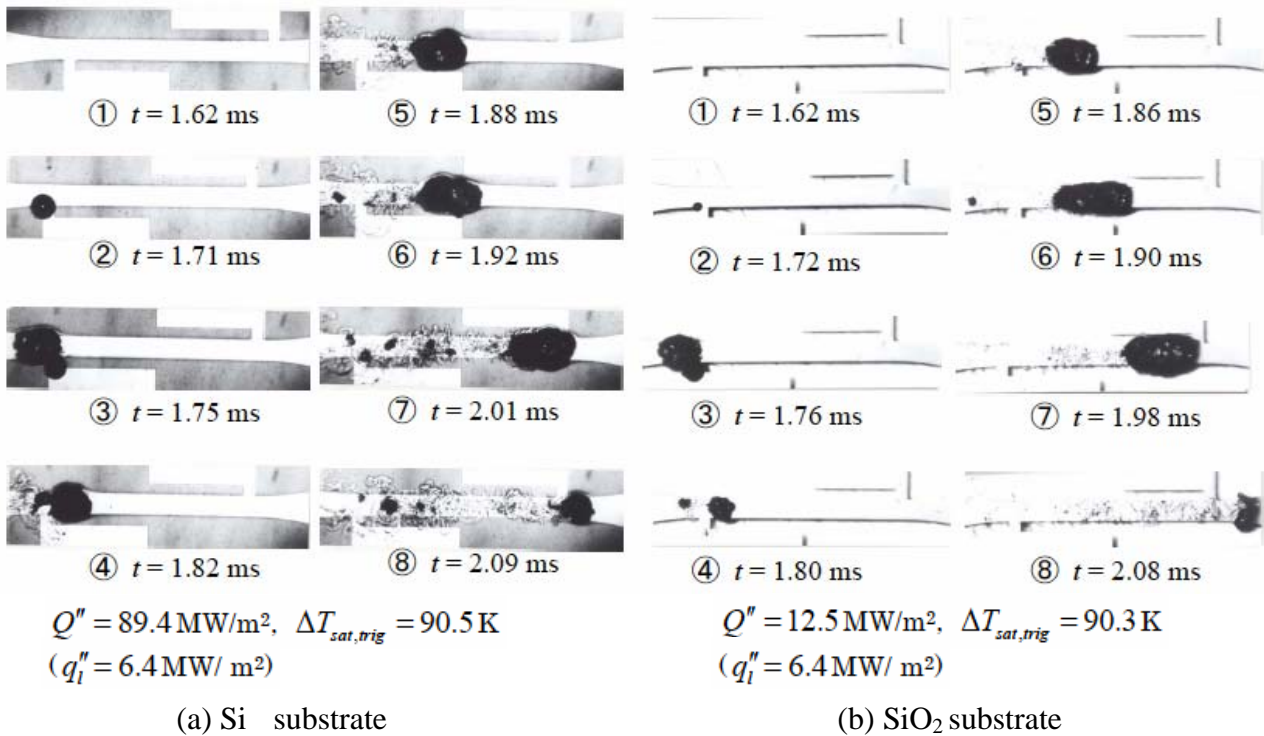 ① t = 1.62 ms
⑤ t = 1.88 ms
① t = 1.62 ms
⑤ t = 1.86 ms
② t = 1.71 ms
⑥ t = 1.92 ms
② t = 1.72 ms
⑥ t = 1.90 ms
③ t = 1.75 ms
⑦ t = 2.01 ms
③ t = 1.76 ms
⑦ t = 1.98 ms
④ t = 1.82 ms
⑧ t = 2.09 ms
④ t = 1.80 ms
⑧ t = 2.08 ms
Q″ = 89.4 MW/m², ΔT_sat,trig = 90.5 K
(q_l″ = 6.4 MW/ m²)
Q″ = 12.5 MW/m², ΔT_sat,trig = 90.3 K
(q_l″ = 6.4 MW/ m²)
(a) Si substrate
(b) SiO₂ substrate